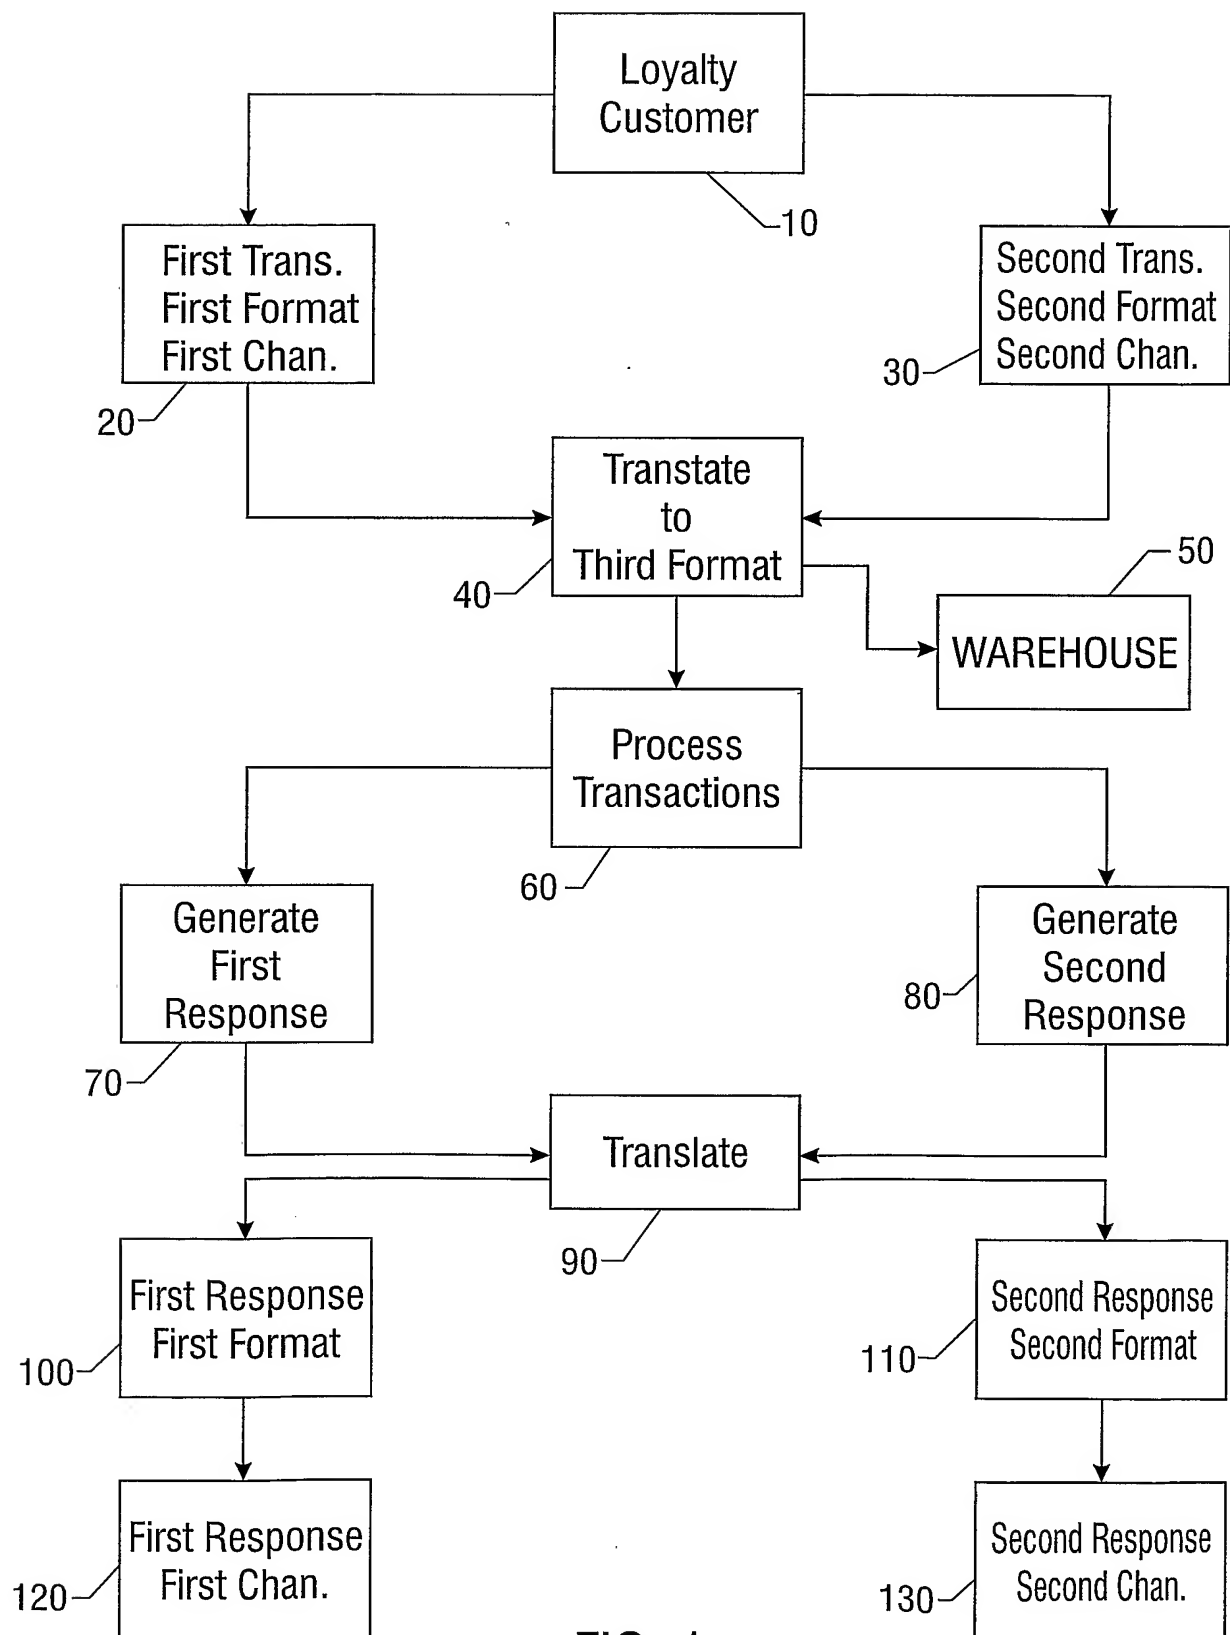 Loyalty
Customer
10
First Trans.
First Format
First Chan.
20
Second Trans.
Second Format
Second Chan.
30
Transtate
to
Third Format
40
50
WAREHOUSE
Process
Transactions
60
Generate
First
Response
70
Generate
Second
Response
80
Translate
90
First Response
First Format
100
Second Response
Second Format
110
First Response
First Chan.
120
Second Response
Second Chan.
130